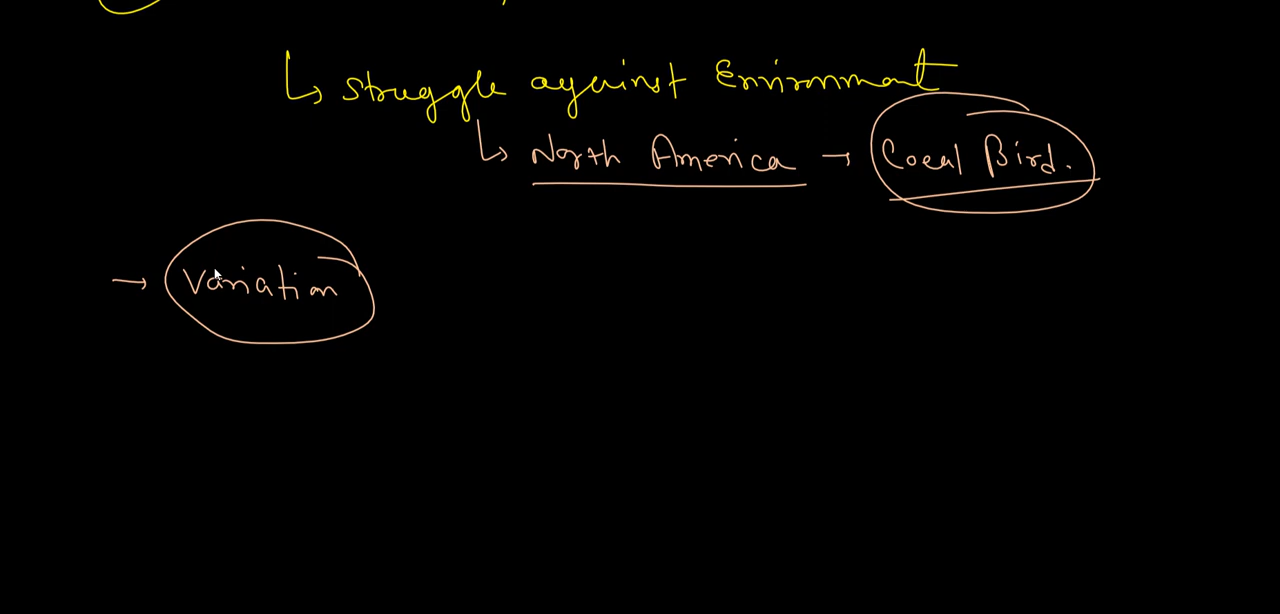 ↳ Struggle against Environment
↳ North America → Coeal Bird.
→ Variation